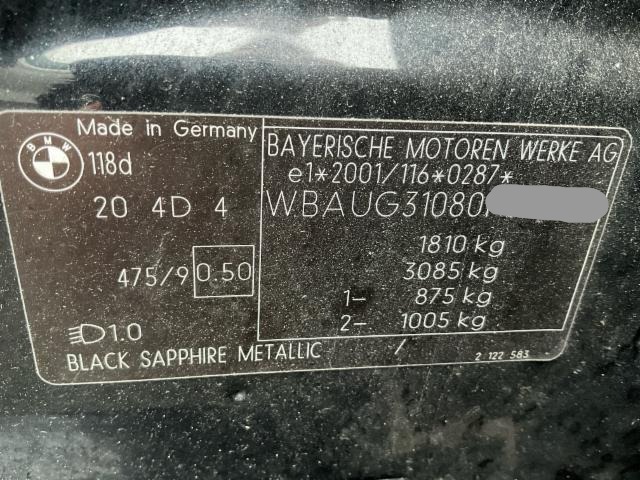 Made in Germany
BMW
118d
20 4D 4
475/9 0.50
1.0
BLACK SAPPHIRE METALLIC /
BAYERISCHE MOTOREN WERKE AG
e1*2001/116*0287*
WBAUG31080
1810 kg
3085 kg
1- 875 kg
2- 1005 kg
2 122 583